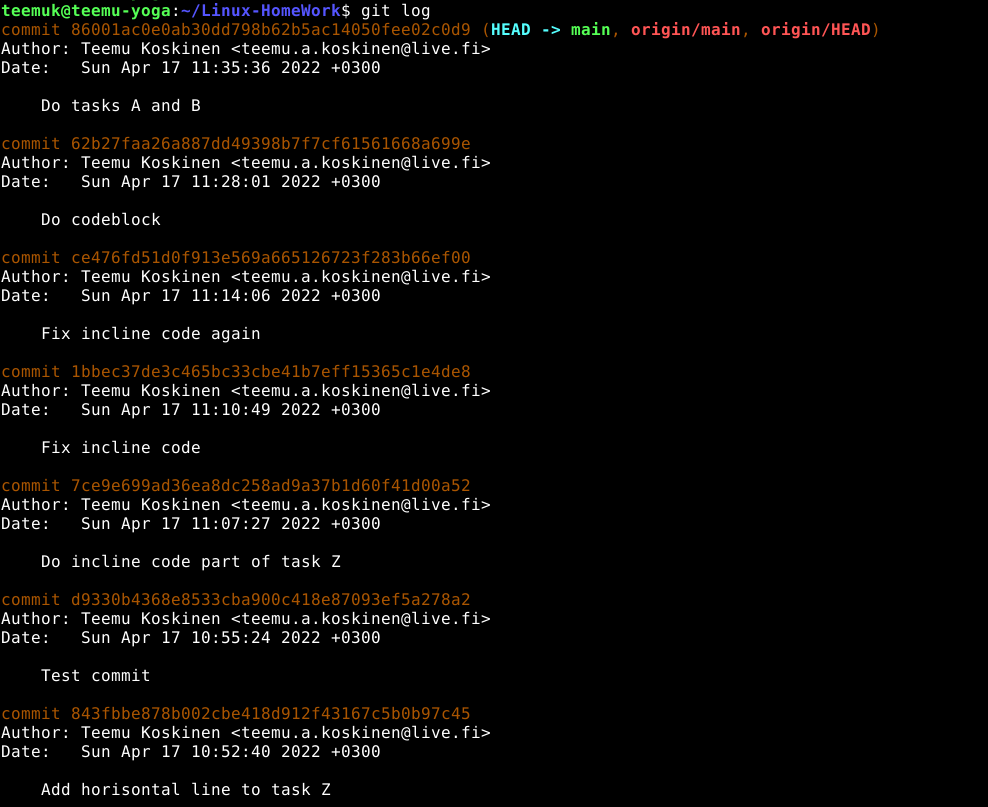 teemuk@teemu-yoga:~/Linux-HomeWork$ git log
commit 86001ac0e0ab30dd798b62b5ac14050fee02c0d9 (HEAD -> main, origin/main, origin/HEAD)
Author: Teemu Koskinen <teemu.a.koskinen@live.fi>
Date:   Sun Apr 17 11:35:36 2022 +0300
    Do tasks A and B
commit 62b27faa26a887dd49398b7f7cf61561668a699e
Author: Teemu Koskinen <teemu.a.koskinen@live.fi>
Date:   Sun Apr 17 11:28:01 2022 +0300
    Do codeblock
commit ce476fd51d0f913e569a665126723f283b66ef00
Author: Teemu Koskinen <teemu.a.koskinen@live.fi>
Date:   Sun Apr 17 11:14:06 2022 +0300
    Fix incline code again
commit 1bbec37de3c465bc33cbe41b7eff15365c1e4de8
Author: Teemu Koskinen <teemu.a.koskinen@live.fi>
Date:   Sun Apr 17 11:10:49 2022 +0300
    Fix incline code
commit 7ce9e699ad36ea8dc258ad9a37b1d60f41d00a52
Author: Teemu Koskinen <teemu.a.koskinen@live.fi>
Date:   Sun Apr 17 11:07:27 2022 +0300
    Do incline code part of task Z
commit d9330b4368e8533cba900c418e87093ef5a278a2
Author: Teemu Koskinen <teemu.a.koskinen@live.fi>
Date:   Sun Apr 17 10:55:24 2022 +0300
    Test commit
commit 843fbbe878b002cbe418d912f43167c5b0b97c45
Author: Teemu Koskinen <teemu.a.koskinen@live.fi>
Date:   Sun Apr 17 10:52:40 2022 +0300
    Add horisontal line to task Z